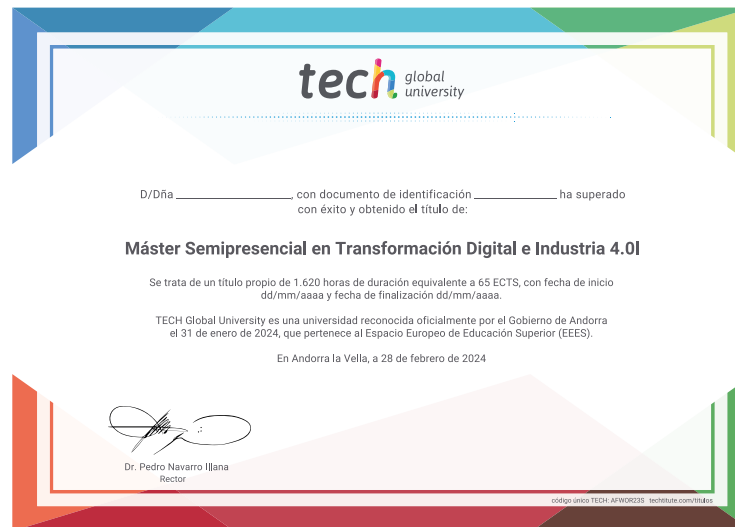 tech global
university
D/Dña ______________, con documento de identificación __________ ha superado
con éxito y obtenido el título de:
Máster Semipresencial en Transformación Digital e Industria 4.0l
Se trata de un título propio de 1.620 horas de duración equivalente a 65 ECTS, con fecha de inicio
dd/mm/aaaa y fecha de finalización dd/mm/aaaa.
TECH Global University es una universidad reconocida oficialmente por el Gobierno de Andorra
el 31 de enero de 2024, que pertenece al Espacio Europeo de Educación Superior (EEES).
En Andorra la Vella, a 28 de febrero de 2024
Dr. Pedro Navarro Illana
Rector
código único TECH: AFWOR23S techtitute.com/titulos